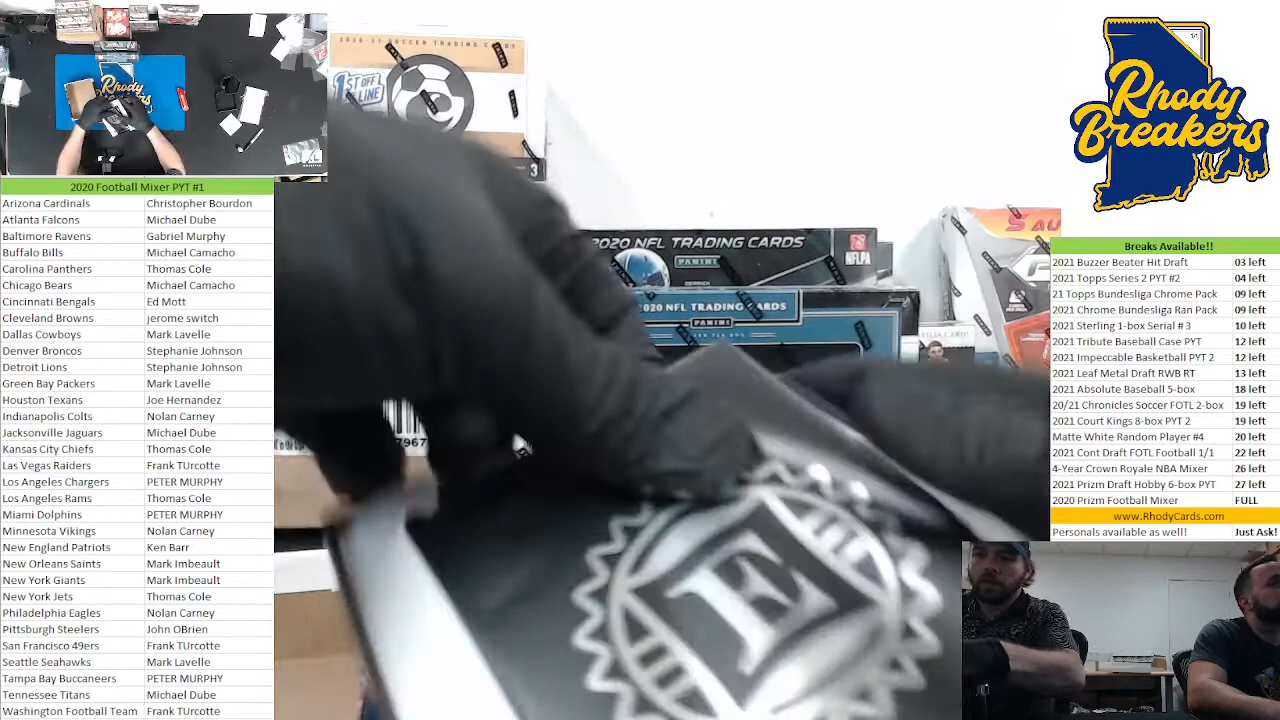 2020 Football Mixer PYT #1
Arizona Cardinals Christopher Bourdon
Atlanta Falcons Michael Dube
Baltimore Ravens Gabriel Murphy
Buffalo Bills Michael Camacho
Carolina Panthers Thomas Cole
Chicago Bears Michael Camacho
Cincinnati Bengals Ed Mott
Cleveland Browns jerome switch
Dallas Cowboys Mark Lavelle
Denver Broncos Stephanie Johnson
Detroit Lions Stephanie Johnson
Green Bay Packers Mark Lavelle
Houston Texans Joe Hernandez
Indianapolis Colts Nolan Carney
Jacksonville Jaguars Michael Dube
Kansas City Chiefs Thomas Cole
Las Vegas Raiders Frank TUrcotte
Los Angeles Chargers PETER MURPHY
Los Angeles Rams Thomas Cole
Miami Dolphins PETER MURPHY
Minnesota Vikings Nolan Carney
New England Patriots Ken Barr
New Orleans Saints Mark Imbeault
New York Giants Mark Imbeault
New York Jets Thomas Cole
Philadelphia Eagles Nolan Carney
Pittsburgh Steelers John OBrien
San Francisco 49ers Frank TUrcotte
Seattle Seahawks Mark Lavelle
Tampa Bay Buccaneers PETER MURPHY
Tennessee Titans Michael Dube
Washington Football Team Frank TUrcotte
Rhody
Breakers
SOCCER TRADING CARDS
1ST OFF
LINE
3
2020 NFL TRADING CARDS
PANINI
NFLPA
2020 NFL TRADING CARDS
PANINI
7967
E
Rhody
Breakers
Breaks Available!!
2021 Buzzer Beater Hit Draft 03 left
2021 Topps Series 2 PYT #2 04 left
21 Topps Bundesliga Chrome Pack 09 left
2021 Chrome Bundesliga Ran Pack 09 left
2021 Sterling 1-box Serial # 3 10 left
2021 Tribute Baseball Case PYT 12 left
2021 Impeccable Basketball PYT 2 12 left
2021 Leaf Metal Draft RWB RT 13 left
2021 Absolute Baseball 5-box 18 left
20/21 Chronicles Soccer FOTL 2-box 19 left
2021 Court Kings 8-box PYT 2 19 left
Matte White Random Player #4 20 left
2021 Cont Draft FOTL Football 1/1 22 left
4-Year Crown Royale NBA Mixer 26 left
2021 Prizm Draft Hobby 6-box PYT 27 left
2020 Prizm Football Mixer FULL
www.RhodyCards.com
Personals available as well! Just Ask!